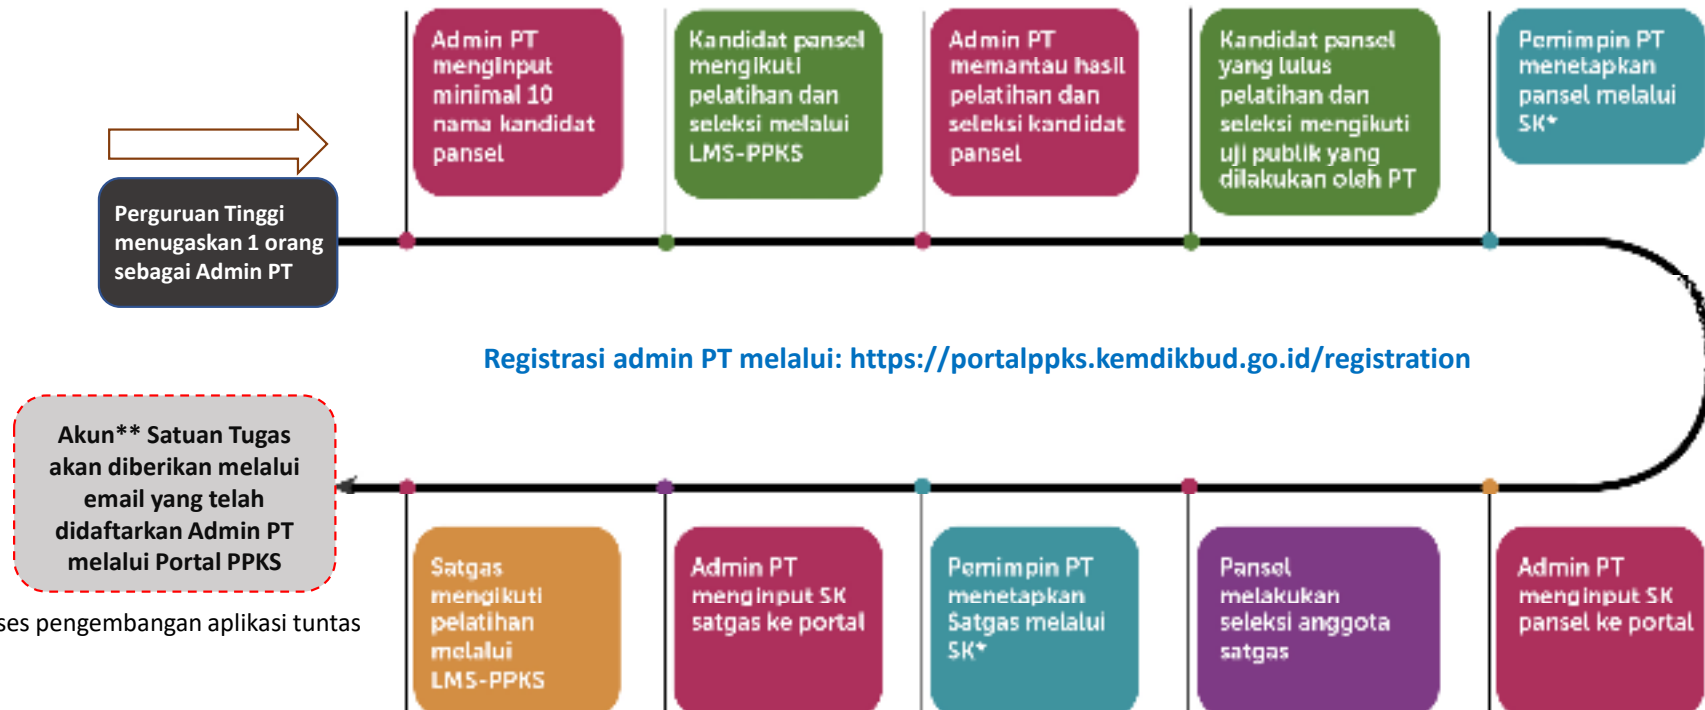 Perguruan Tinggi
menugaskan 1 orang
sebagai Admin PT
Admin PT
menginput
minimal 10
nama kandidat
pansel
Kandidat pansel
mengikuti
pelatihan dan
seleksi melalui
LMS-PPKS
Admin PT
memantau hasil
pelatihan dan
seleksi kandidat
pansel
Kandidat pansel
yang lulus
pelatihan dan
seleksi mengikuti
uji publik yang
dilakukan oleh PT
Pemimpin PT
menetapkan
pansel melalui
SK*
Registrasi admin PT melalui: https://portalppks.kemdikbud.go.id/registration
Admin PT
menginput SK
pansel ke portal
Pansel
melakukan
seleksi anggota
satgas
Pemimpin PT
menetapkan
Satgas melalui
SK*
Admin PT
menginput SK
satgas ke portal
Satgas
mengikuti
pelatihan
melalui
LMS-PPKS
Akun** Satuan Tugas
akan diberikan melalui
email yang telah
didaftarkan Admin PT
melalui Portal PPKS
ses pengembangan aplikasi tuntas